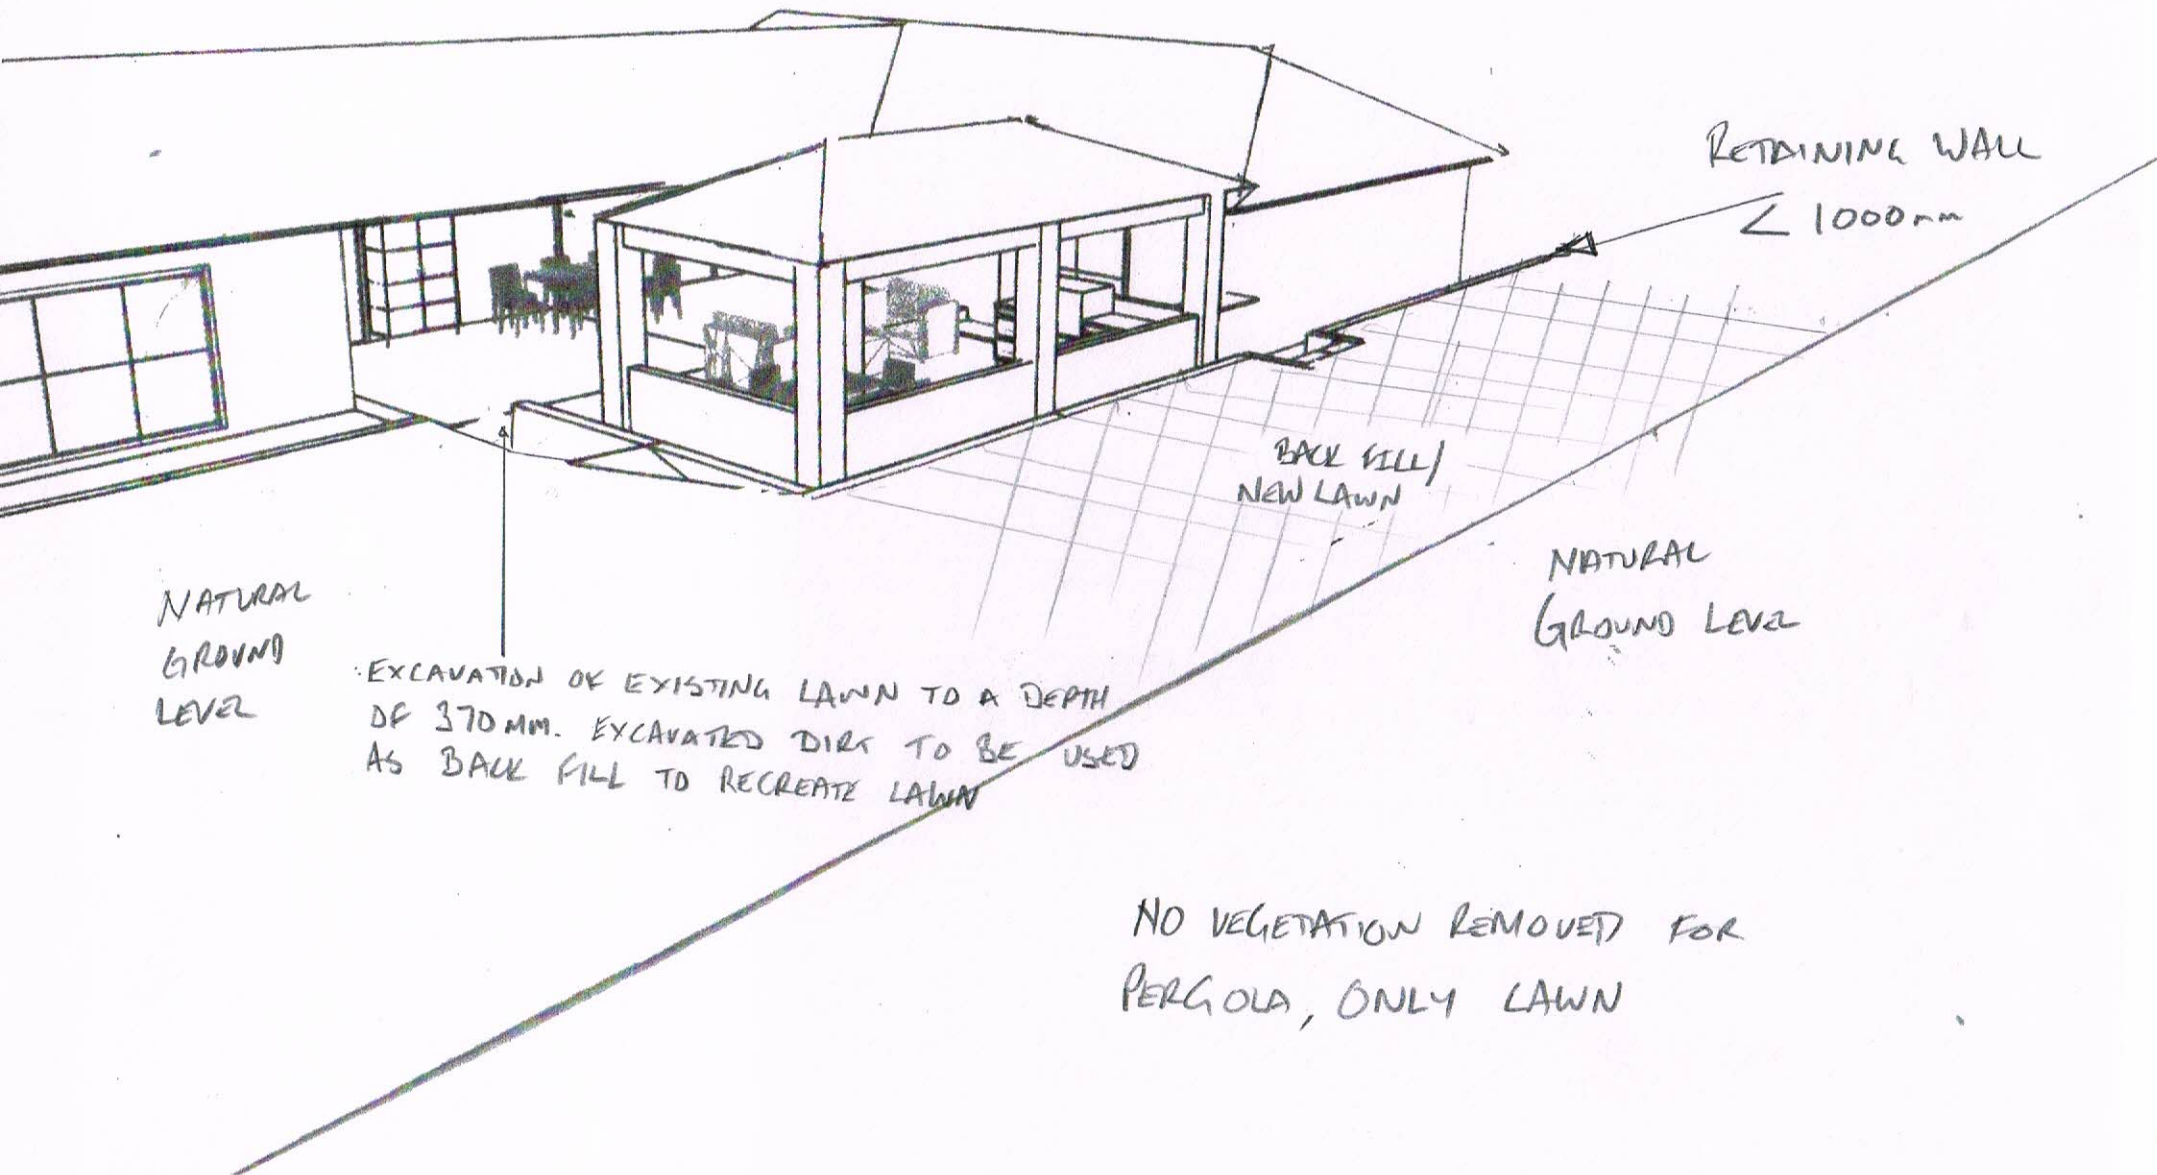 RETAINING WALL
< 1000mm
BACK FILL/
NEW LAWN
NATURAL
GROUND LEVEL
NATURAL
GROUND
LEVEL
EXCAVATION OF EXISTING LAWN TO A DEPTH
OF 370MM. EXCAVATED DIRT TO BE USED
AS BACK FILL TO RECREATE LAWN
NO VEGETATION REMOVED FOR
PERGOLA, ONLY LAWN